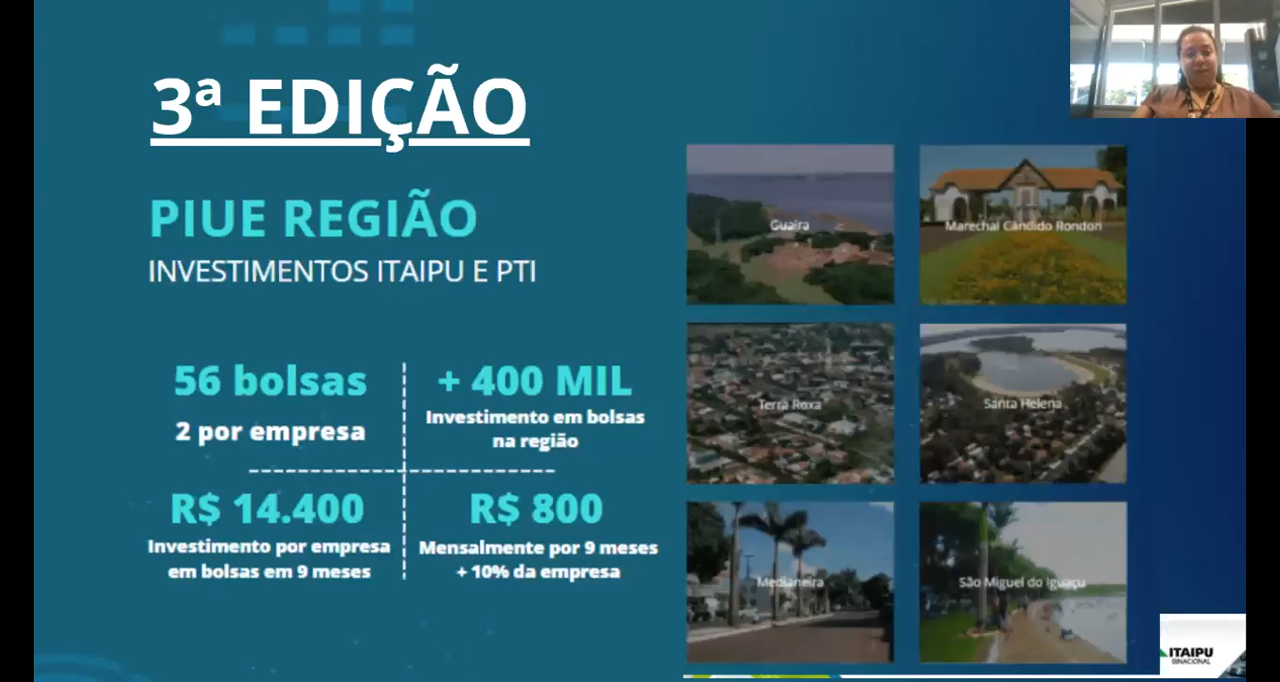 3ª EDIÇÃO
PIUE REGIÃO
INVESTIMENTOS ITAIPU E PTI
56 bolsas
2 por empresa
+ 400 MIL
Investimento em bolsas
na região
R$ 14.400
Investimento por empresa
em bolsas em 9 meses
R$ 800
Mensalmente por 9 meses
+ 10% da empresa
Guaíra
Marechal Cândido Rondon
Terra Roxa
Santa Helena
Medianeira
São Miguel do Iguaçu
ITAIPU
BINACIONAL